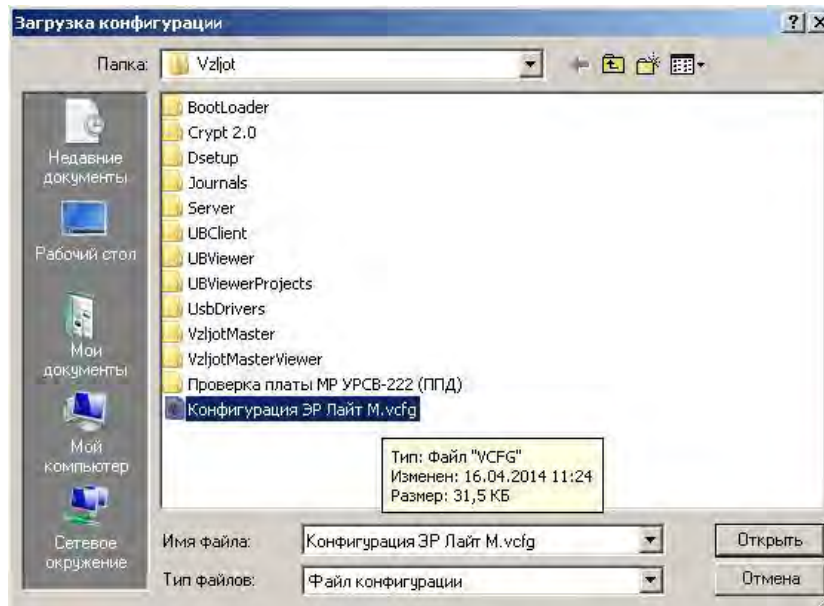 Загрузка конфигурации
Папка: Vzljot
BootLoader
Crypt 2.0
Dsetup
Journals
Server
UBClient
UBViewer
UBViewerProjects
UsbDrivers
VzljotMaster
VzljotMasterViewer
Проверка платы МР УРСВ-222 (ППД)
Конфигурация ЭР Лайт М.vcfg
Тип: Файл "VCFG"
Изменен: 16.04.2014 11:24
Размер: 31,5 КБ
Недавние
документы
Рабочий стол
Мои
документы
Мой
компьютер
Сетевое
окружение
Имя файла: Конфигурация ЭР Лайт М.vcfg Открыть
Тип файлов: Файл конфигурации Отмена